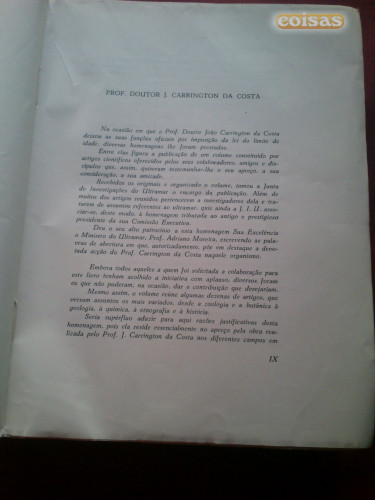 coisas
PROF. DOUTOR J. CARRINGTON DA COSTA
Na ocasião em que o Prof. Doutor João Carrington da Costa
deixou as suas funções oficiais por imposição da lei do limite de
idade, diversas homenagens lhe foram prestadas.
Entre elas figura a publicação de um volume constituído por
artigos científicos oferecidos pelos seus colaboradores, amigos e dis-
cípulos que, assim, quiseram testemunhar-lhe o seu apreço, a sua
consideração, a sua amizade.
Recebidos os originais e organizado o volume, tomou a Junta
de Investigações do Ultramar o encargo da publicação. Além de
muitos dos artigos reunidos pertencerem a investigadores dela e tra-
tarem de assuntos referentes ao ultramar, quis ainda a J. I. U. asso-
ciar-se, deste modo, à homenagem tributada ao antigo e prestigioso
presidente da sua Comissão Executiva.
Deu o seu alto patrocínio a esta homenagem Sua Excelência
o Ministro do Ultramar, Prof. Adriano Moreira, escrevendo as pala-
vras de abertura em que, autorizadamente, põe em destaque a devo-
tada acção do Prof. Carrington da Costa naquele organismo.
Embora todos aqueles a quem foi solicitada a colaboração para
este livro tenham acolhido a iniciativa com aplauso, diversos foram
os que não puderam, na ocasião, dar a contribuição que desejariam.
Mesmo assim, o volume reúne algumas dezenas de artigos, que
versam assuntos os mais variados, desde a zoologia e a botânica à
geologia, à química, à etnografia e à história.
Seria supérfluo aduzir para aqui razões justificativas desta
homenagem, pois ela reside essencialmente no apreço pela obra rea-
lizada pelo Prof. J. Carrington da Costa nos diferentes campos em
IX